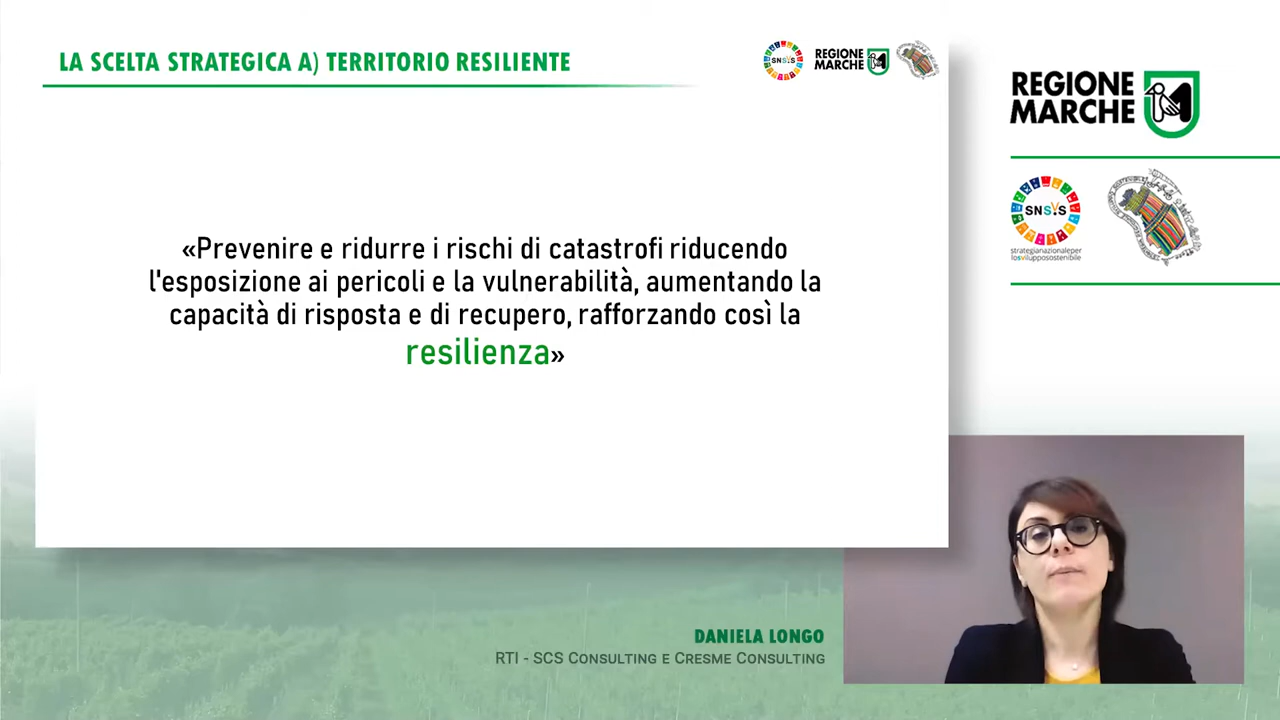 LA SCELTA STRATEGICA A) TERRITORIO RESILIENTE
SNSVS
REGIONE
MARCHE
«Prevenire e ridurre i rischi di catastrofi riducendo
l'esposizione ai pericoli e la vulnerabilità, aumentando la
capacità di risposta e di recupero, rafforzando così la
resilienza»
REGIONE
MARCHE
SNSVS
strategianazionaleper
losvilupposostenibile
DANIELA LONGO
RTI - SCS CONSULTING E CRESME CONSULTING